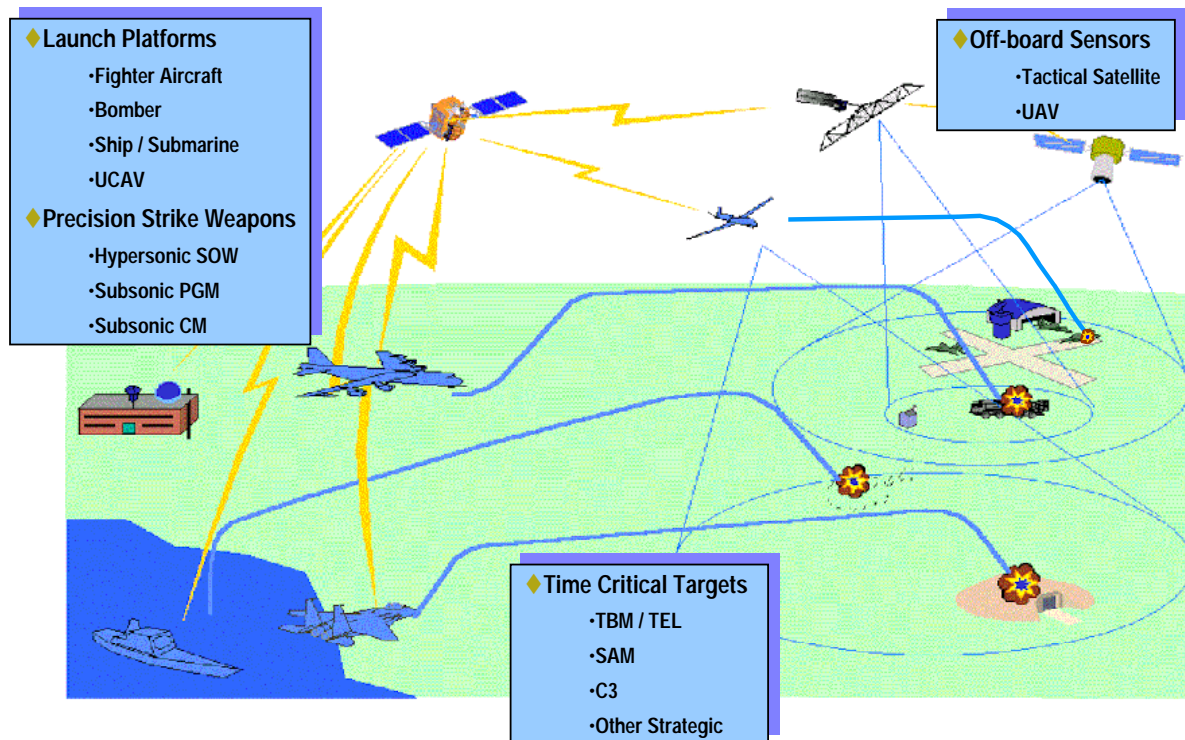 ♦Launch Platforms
•Fighter Aircraft
•Bomber
•Ship / Submarine
•UCAV
♦Precision Strike Weapons
•Hypersonic SOW
•Subsonic PGM
•Subsonic CM
♦Off-board Sensors
•Tactical Satellite
•UAV
♦Time Critical Targets
•TBM / TEL
•SAM
•C3
•Other Strategic